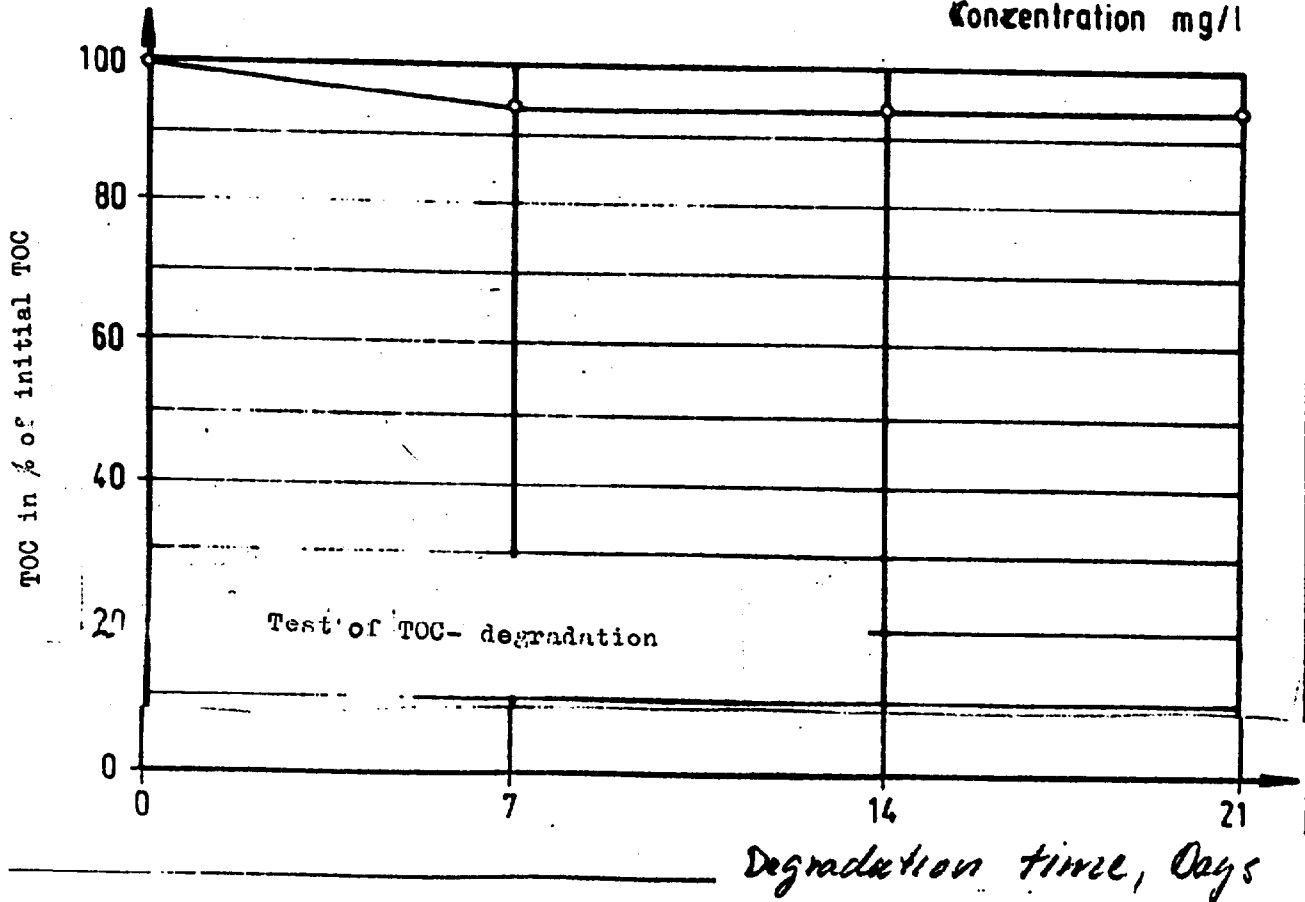 Konzentration mg/l
100
80
60
40
20
0
TOC in % of initial TOC
Test of TOC- degradation
0 7 14 21
Degradation time, Days